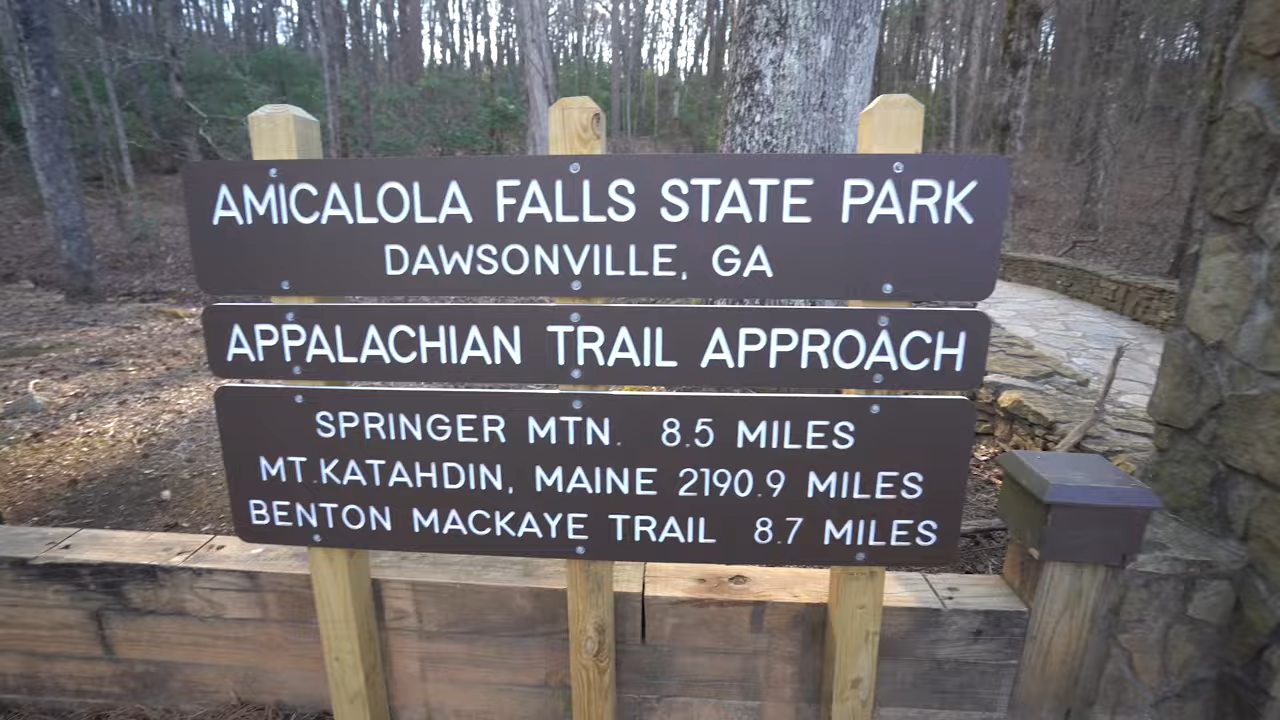 AMICALOLA FALLS STATE PARK
DAWSONVILLE, GA
APPALACHIAN TRAIL APPROACH
SPRINGER MTN. 8.5 MILES
MT.KATAHDIN, MAINE 2190.9 MILES
BENTON MACKAYE TRAIL 8.7 MILES